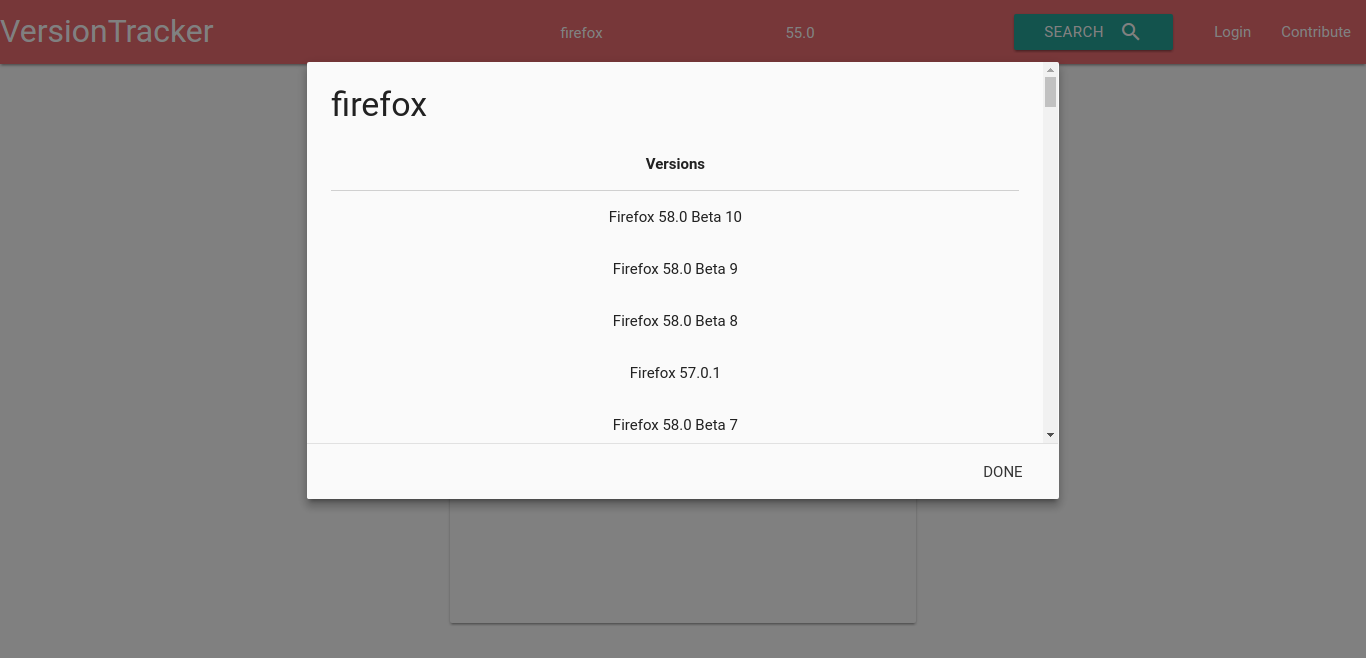 VersionTracker firefox 55.0 SEARCH Login Contribute
firefox
Versions
Firefox 58.0 Beta 10
Firefox 58.0 Beta 9
Firefox 58.0 Beta 8
Firefox 57.0.1
Firefox 58.0 Beta 7
DONE